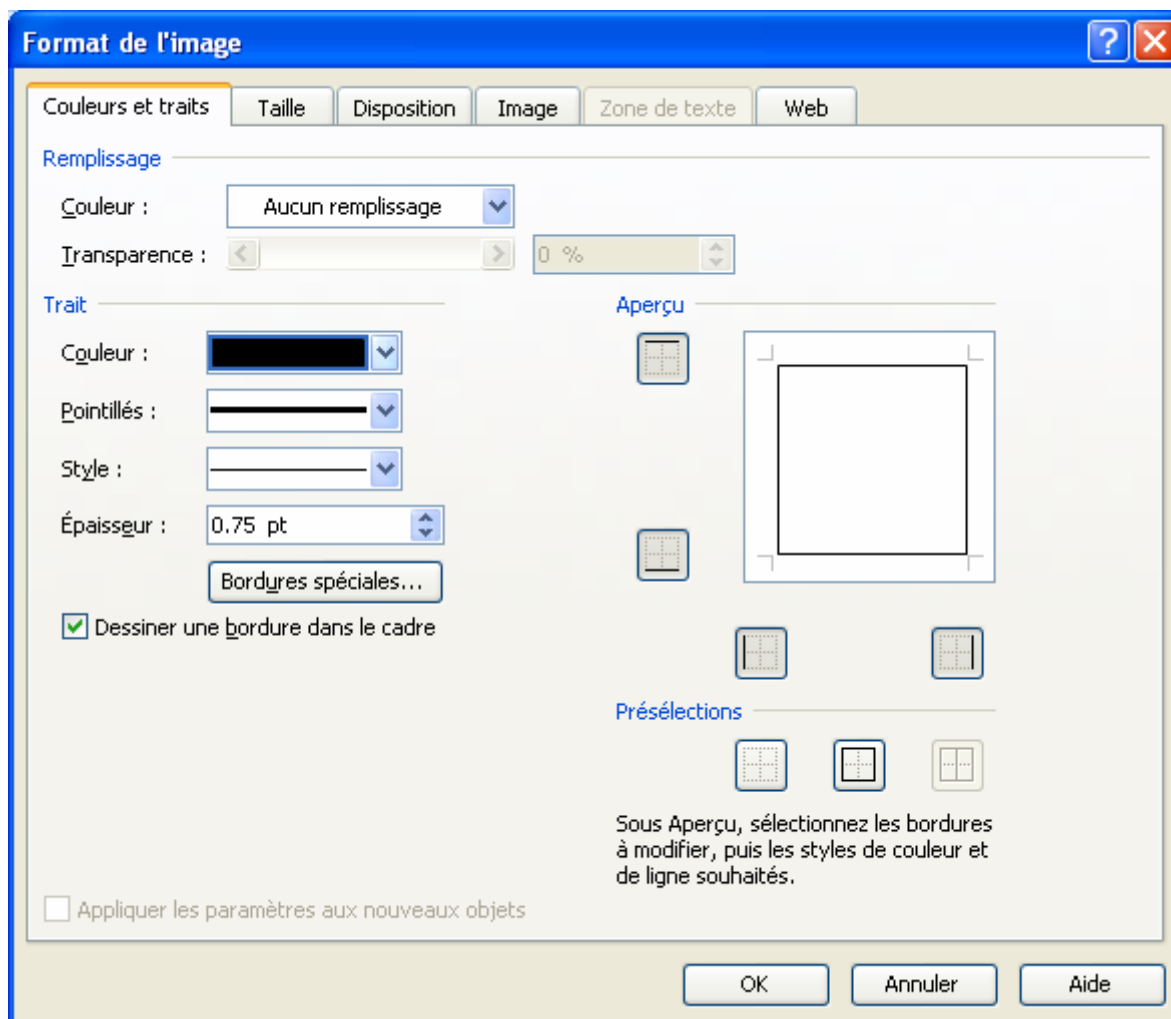 Format de l'image
Couleurs et traits Taille Disposition Image Zone de texte Web
Remplissage
Couleur : Aucun remplissage
Transparence : 0 %
Trait
Couleur :
Pointillés :
Style :
Épaisseur : 0.75 pt
Bordures spéciales...
Dessiner une bordure dans le cadre
Aperçu
Présélections
Sous Aperçu, sélectionnez les bordures
à modifier, puis les styles de couleur et
de ligne souhaités.
Appliquer les paramètres aux nouveaux objets
OK Annuler Aide